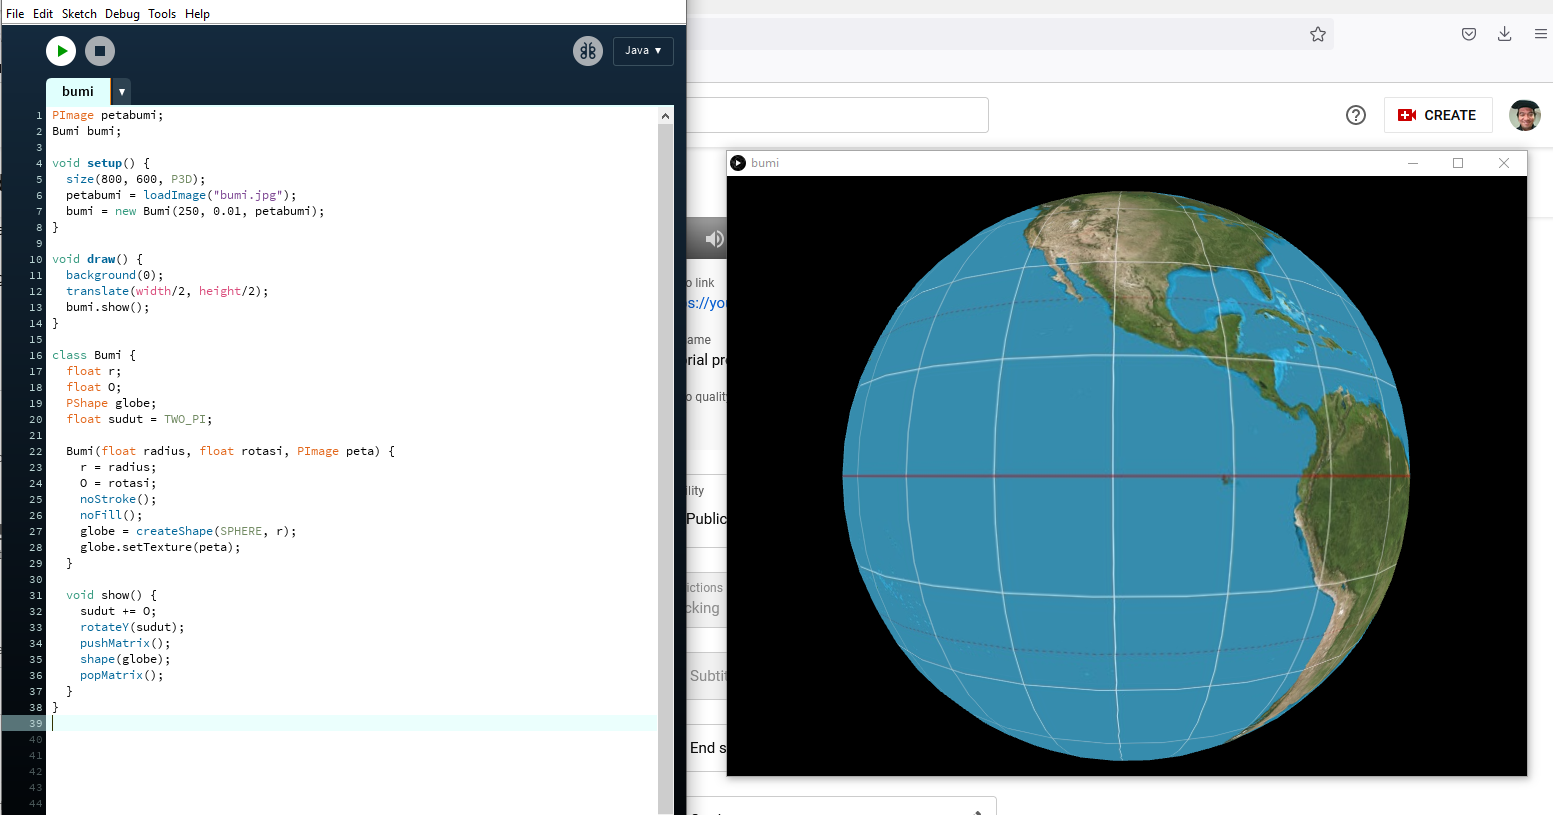 File Edit Sketch Debug Tools Help
Java ▾
bumi ▾
1 PImage petabumi;
2 Bumi bumi;
3
4 void setup() {
5   size(800, 600, P3D);
6   petabumi = loadImage("bumi.jpg");
7   bumi = new Bumi(250, 0.01, petabumi);
8 }
9
10 void draw() {
11   background(0);
12   translate(width/2, height/2);
13   bumi.show();
14 }
15
16 class Bumi {
17   float r;
18   float O;
19   PShape globe;
20   float sudut = TWO_PI;
21
22   Bumi(float radius, float rotasi, PImage peta) {
23     r = radius;
24     O = rotasi;
25     noStroke();
26     noFill();
27     globe = createShape(SPHERE, r);
28     globe.setTexture(peta);
29   }
30
31   void show() {
32     sudut += O;
33     rotateY(sudut);
34     pushMatrix();
35     shape(globe);
36     popMatrix();
37   }
38 }
39
40
41
42
43
44
CREATE
bumi
o link
s://you
ame
rial pro
o qualit
ility
Public
ictions
cking
Subtit
End s